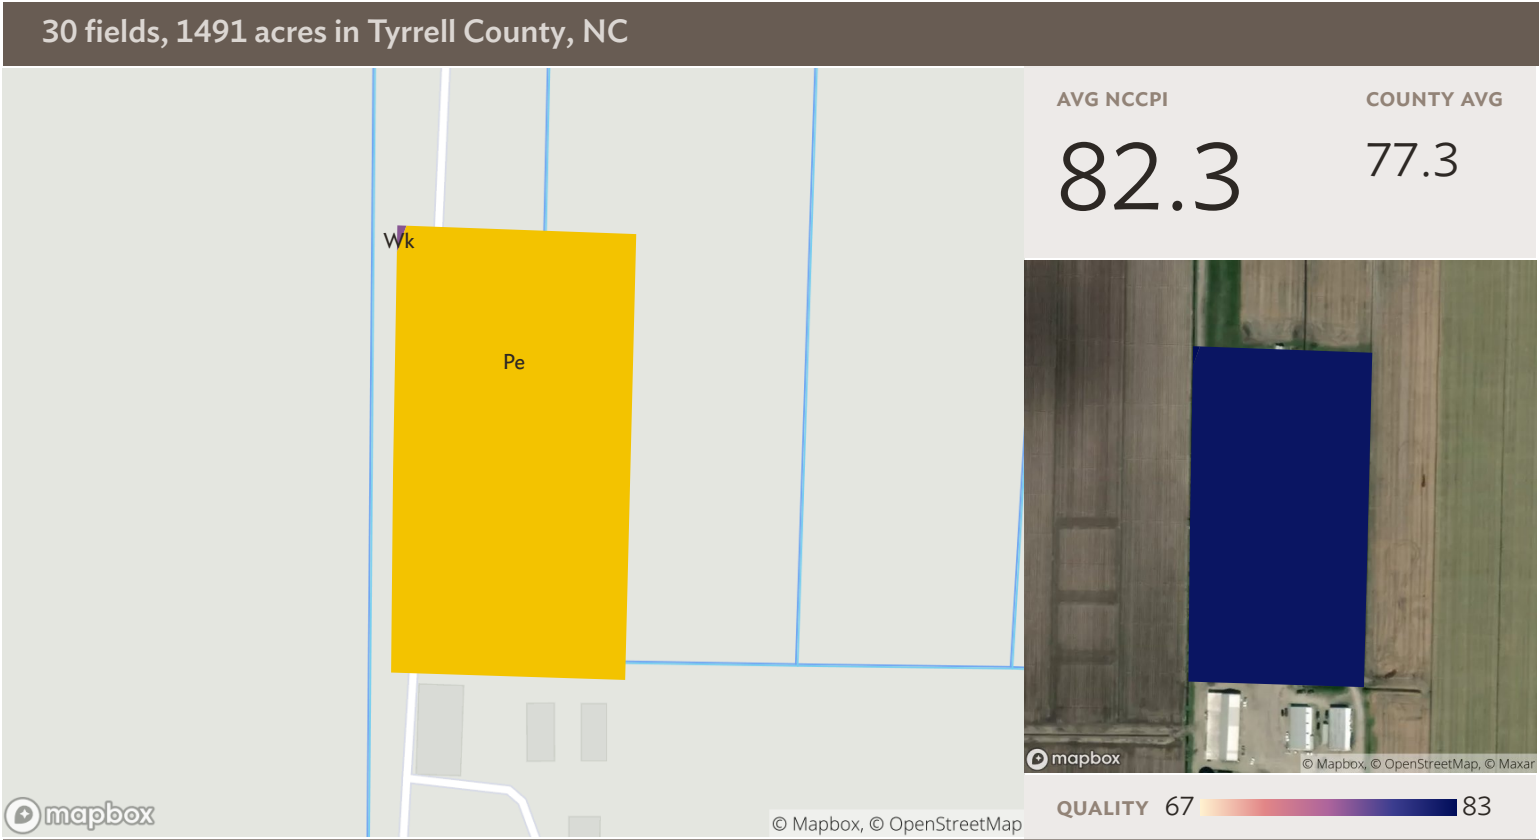 30 fields, 1491 acres in Tyrrell County, NC
Wk
Pe
mapbox
© Mapbox, © OpenStreetMap
AVG NCCPI
COUNTY AVG
82.3
77.3
mapbox
© Mapbox, © OpenStreetMap, © Maxar
QUALITY 67 83